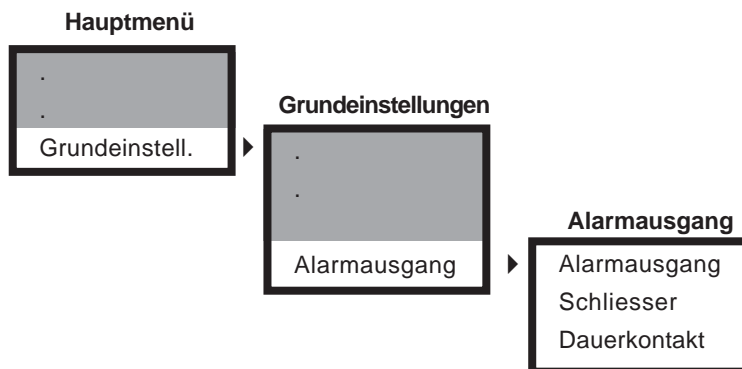 Hauptmenü
.
.
Grundeinstell.
Grundeinstellungen
.
.
Alarmausgang
Alarmausgang
Alarmausgang
Schliesser
Dauerkontakt